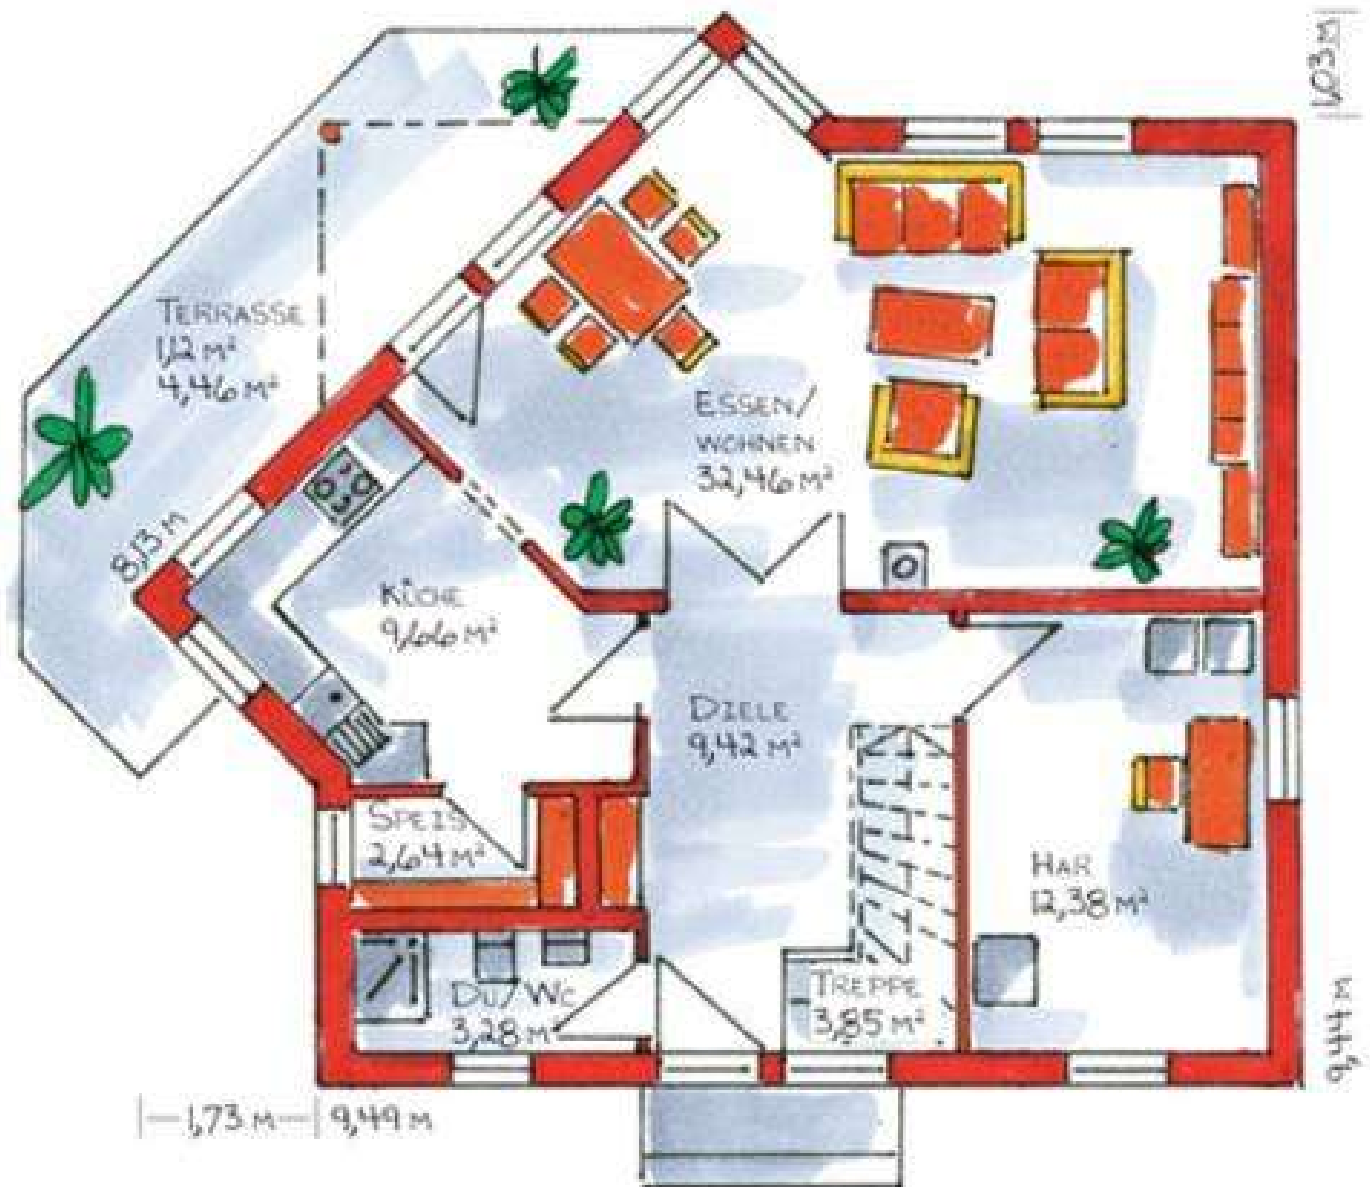 1,03 M
TERRASSE
1,12 M²
4,46 M²
ESSEN/
WOHNEN
32,46 M²
8,13 M
KÜCHE
9,66 M²
DIELE
9,42 M²
SPEIS
2,64 M²
HAR
12,38 M²
DU/WC
3,28 M²
TREPPE
3,85 M²
9,44 M
1,73 M
9,49 M